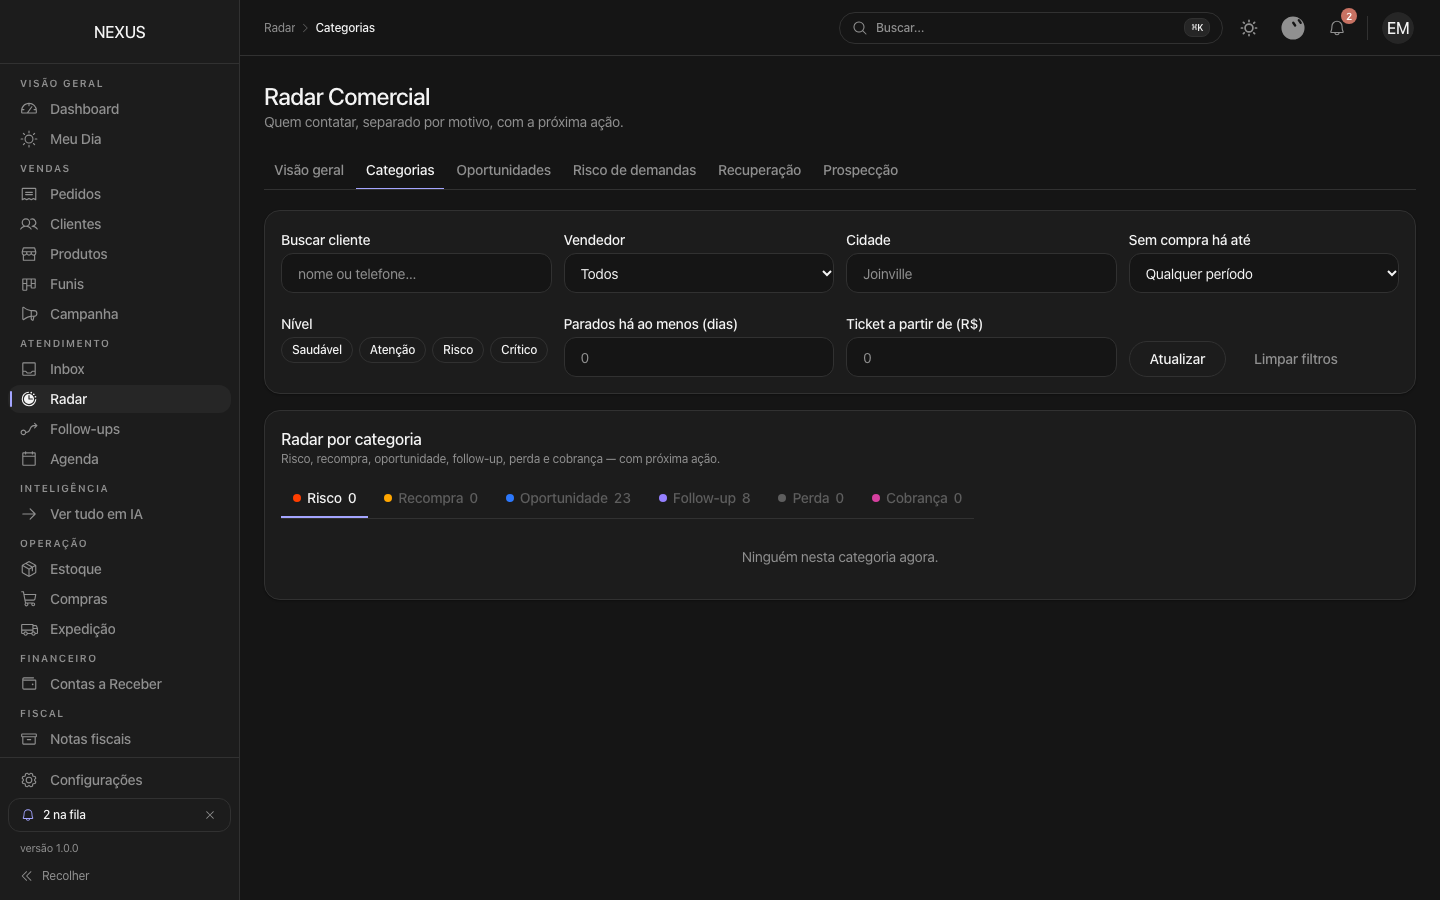 NEXUS
Radar
Categorias
Buscar...
⌘K
2
EM
VISÃO GERAL
Dashboard
Meu Dia
VENDAS
Pedidos
Clientes
Produtos
Funis
Campanha
ATENDIMENTO
Inbox
Radar
Follow-ups
Agenda
INTELIGÊNCIA
Ver tudo em IA
OPERAÇÃO
Estoque
Compras
Expedição
FINANCEIRO
Contas a Receber
FISCAL
Notas fiscais
Configurações
2 na fila
versão 1.0.0
Recolher
Radar Comercial
Quem contatar, separado por motivo, com a próxima ação.
Visão geral Categorias Oportunidades Risco de demandas Recuperação Prospecção
Buscar cliente
nome ou telefone...
Vendedor
Todos
Cidade
Joinville
Sem compra há até
Qualquer período
Nível
Saudável Atenção Risco Crítico
Parados há ao menos (dias)
0
Ticket a partir de (R$)
0
Atualizar
Limpar filtros
Radar por categoria
Risco, recompra, oportunidade, follow-up, perda e cobrança — com próxima ação.
Risco 0 Recompra 0 Oportunidade 23 Follow-up 8 Perda 0 Cobrança 0
Ninguém nesta categoria agora.